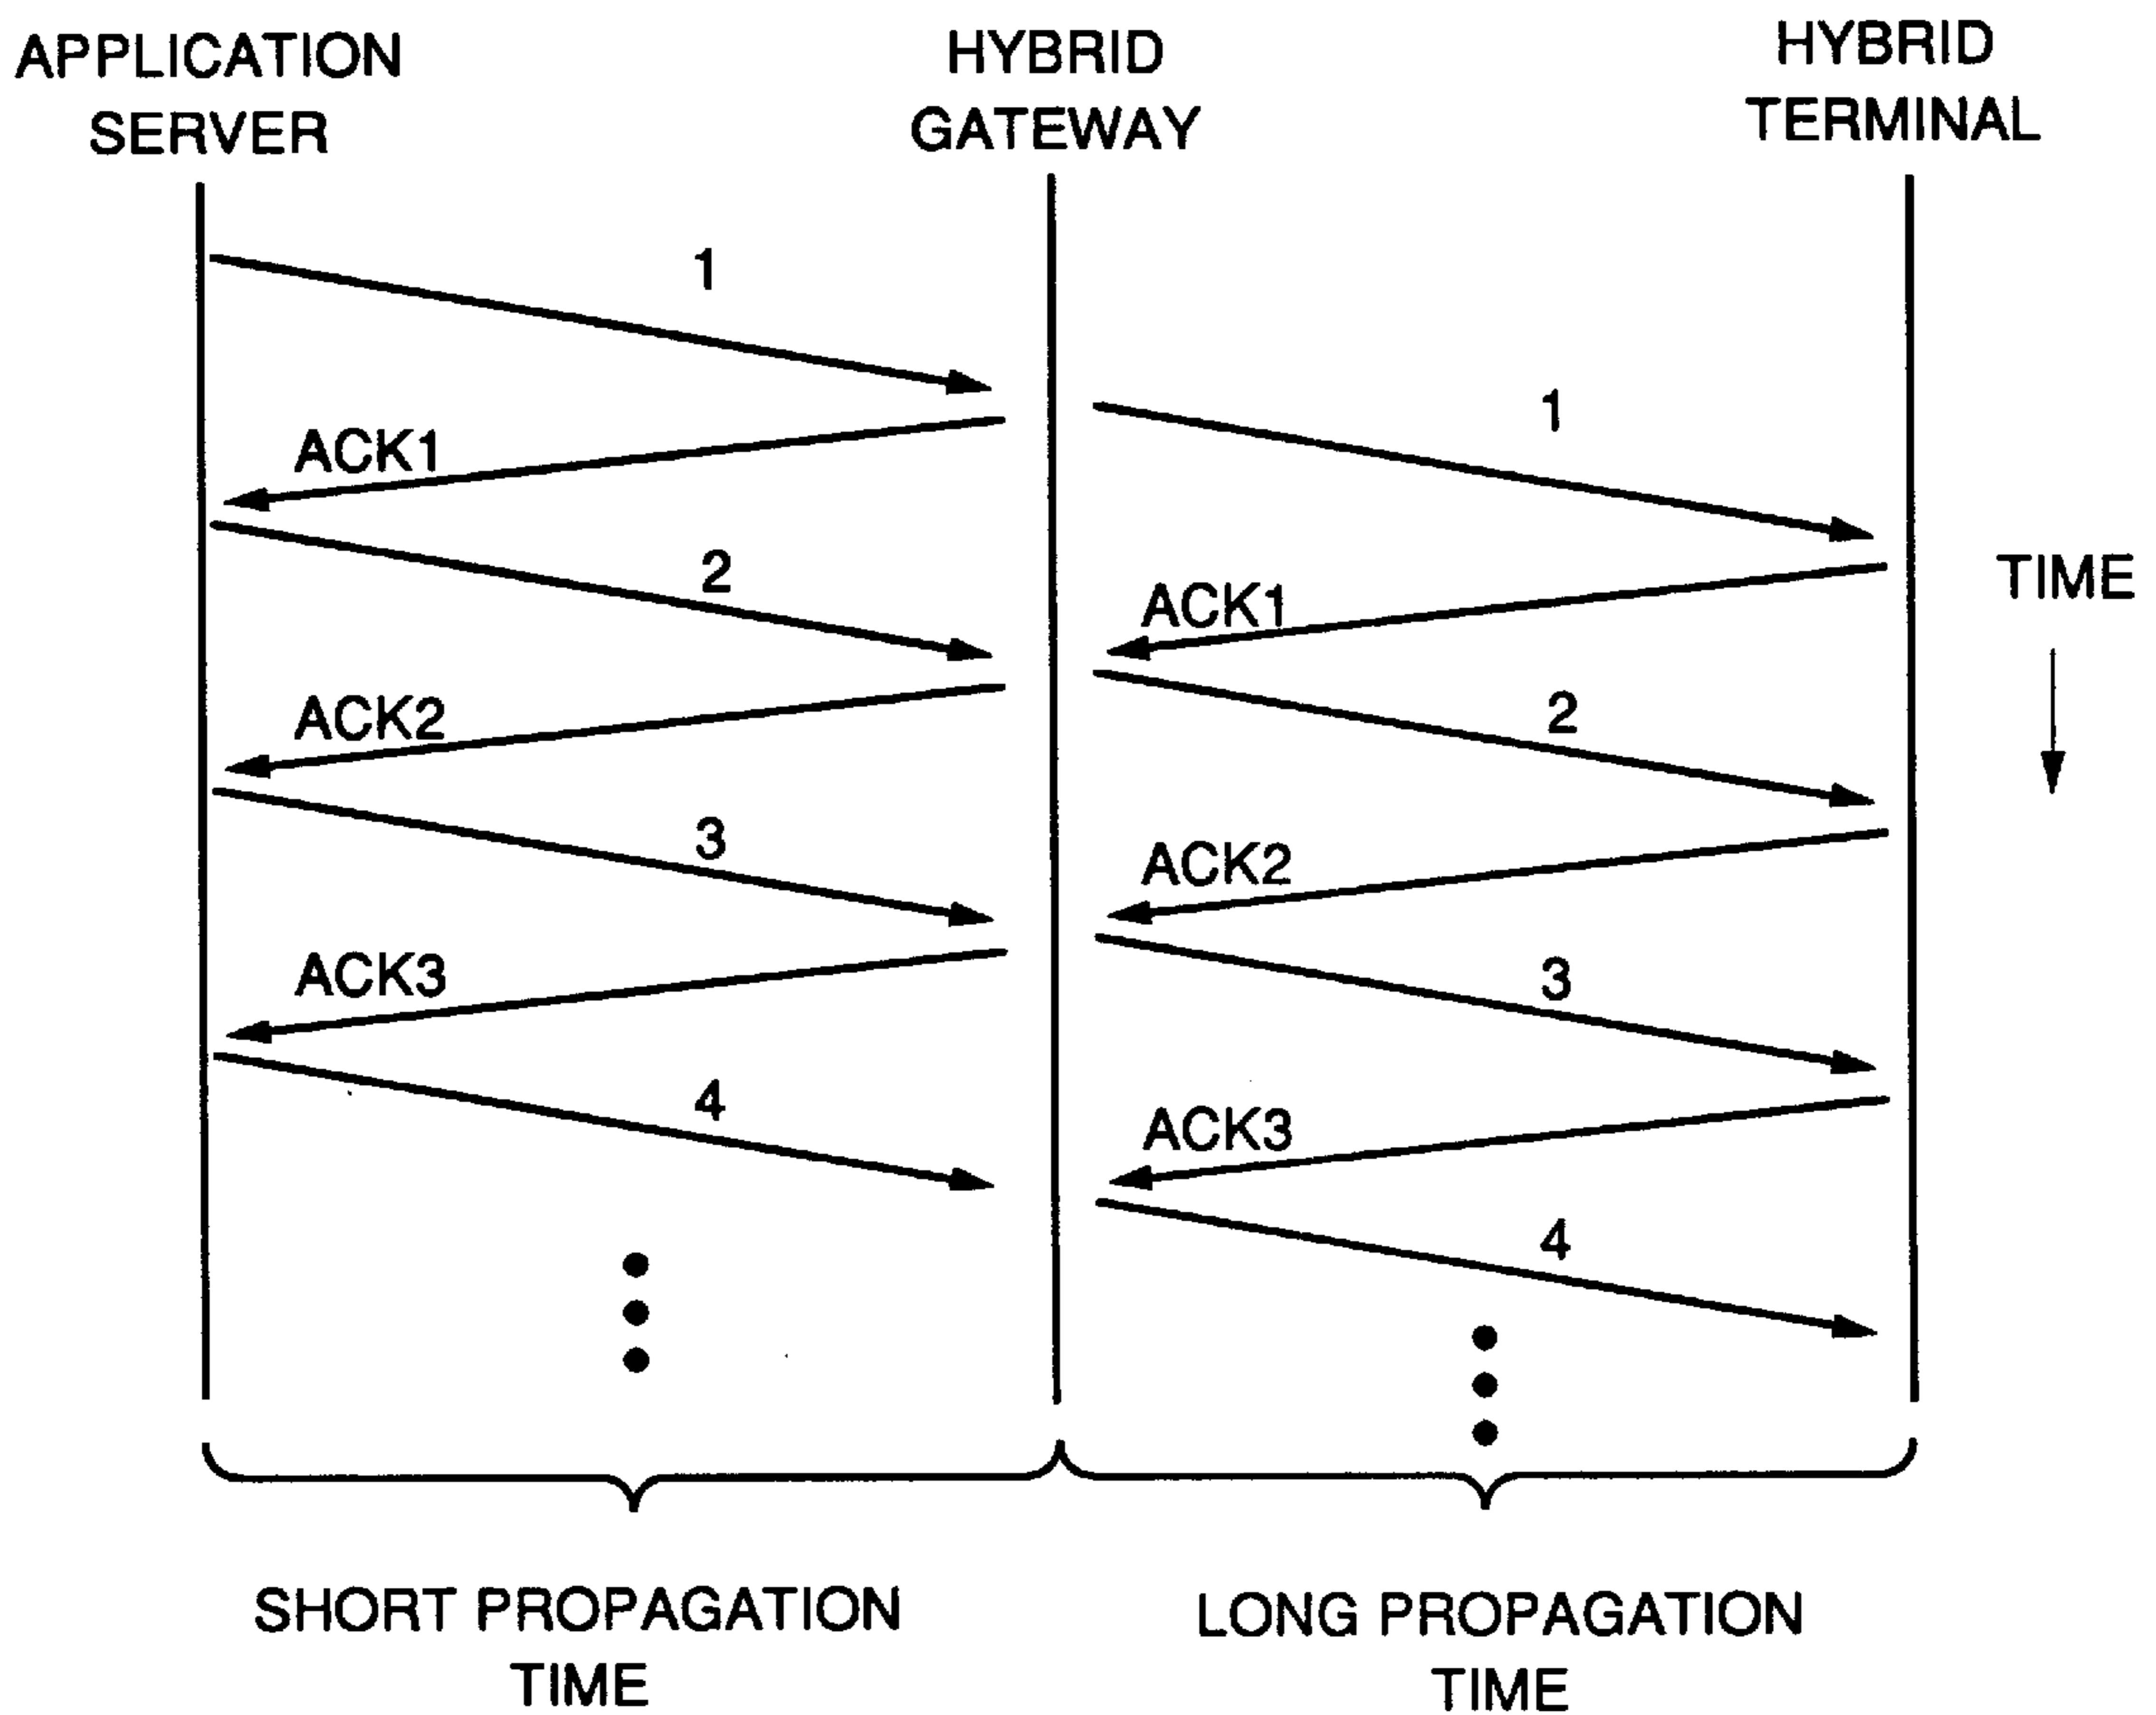 APPLICATION
SERVER
HYBRID
GATEWAY
HYBRID
TERMINAL
1
1
ACK1
2
ACK1
TIME
ACK2
2
3
ACK2
ACK3
3
4
ACK3
4
SHORT PROPAGATION
TIME
LONG PROPAGATION
TIME